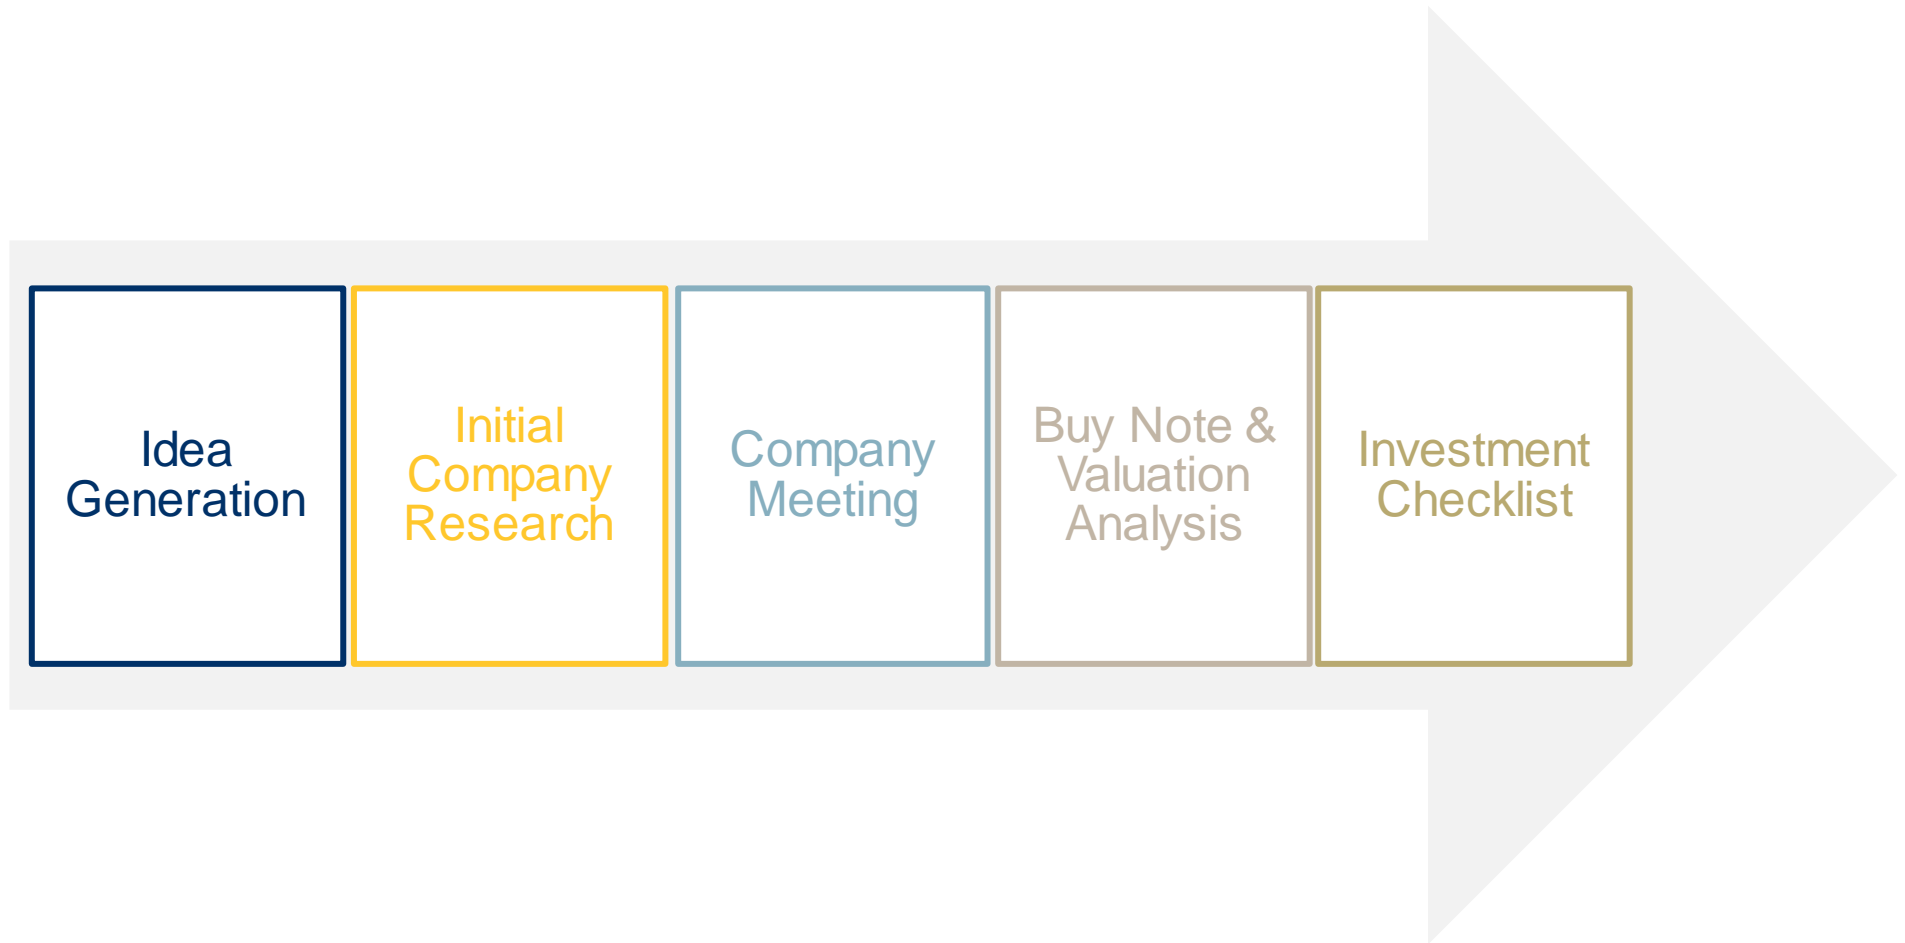 Idea
Generation
Initial
Company
Research
Company
Meeting
Buy Note &
Valuation
Analysis
Investment
Checklist